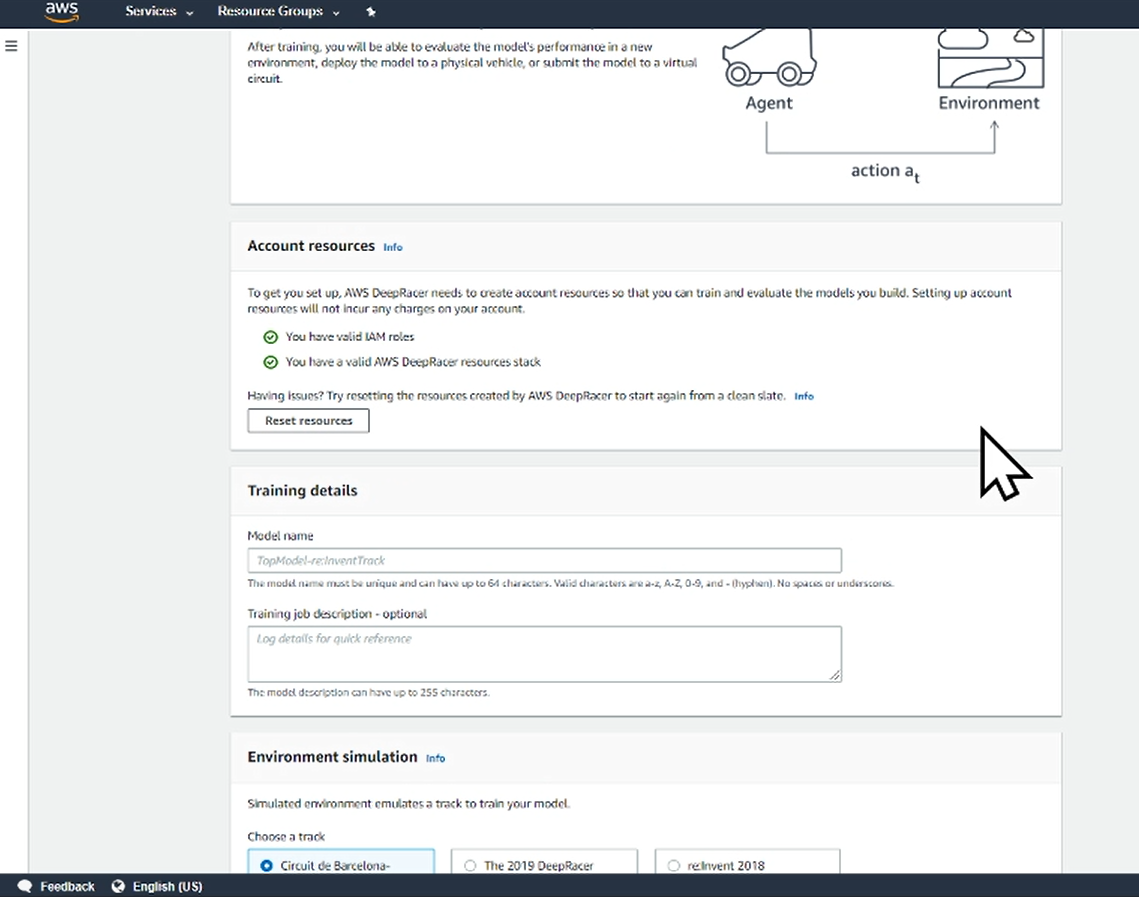 aws
Services
Resource Groups
After training, you will be able to evaluate the model's performance in a new
environment, deploy the model to a physical vehicle, or submit the model to a virtual
circuit.
Agent
Environment
action at
Account resources Info
To get you set up, AWS DeepRacer needs to create account resources so that you can train and evaluate the models you build. Setting up account
resources will not incur any charges on your account.
You have valid IAM roles
You have a valid AWS DeepRacer resources stack
Having issues? Try resetting the resources created by AWS DeepRacer to start again from a clean slate. Info
Reset resources
Training details
Model name
TopModel-re:InventTrack
The model name must be unique and can have up to 64 characters. Valid characters are a-z, A-Z, 0-9, and - (hyphen). No spaces or underscores.
Training job description - optional
Log details for quick reference
The model description can have up to 255 characters.
Environment simulation Info
Simulated environment emulates a track to train your model.
Choose a track
Circuit de Barcelona-
The 2019 DeepRacer
re:Invent 2018
Feedback
English (US)